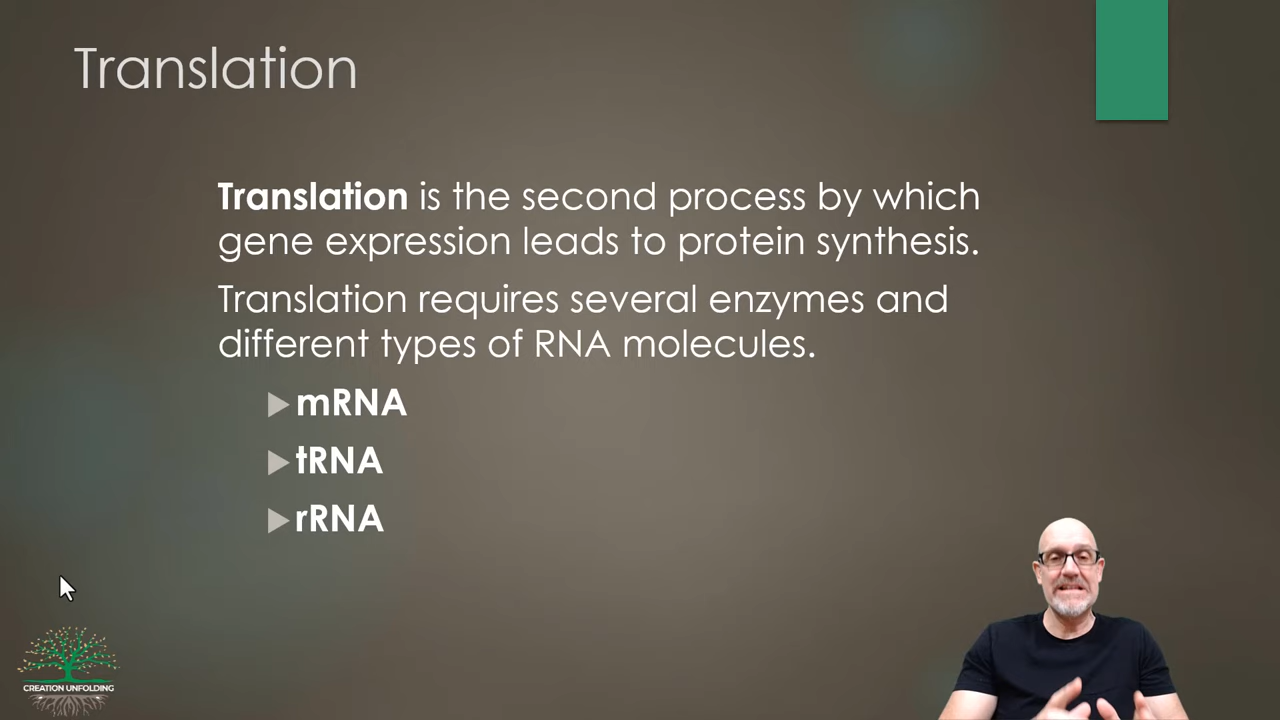 Translation
Translation is the second process by which
gene expression leads to protein synthesis.
Translation requires several enzymes and
different types of RNA molecules.
mRNA
tRNA
rRNA
CREATION UNFOLDING